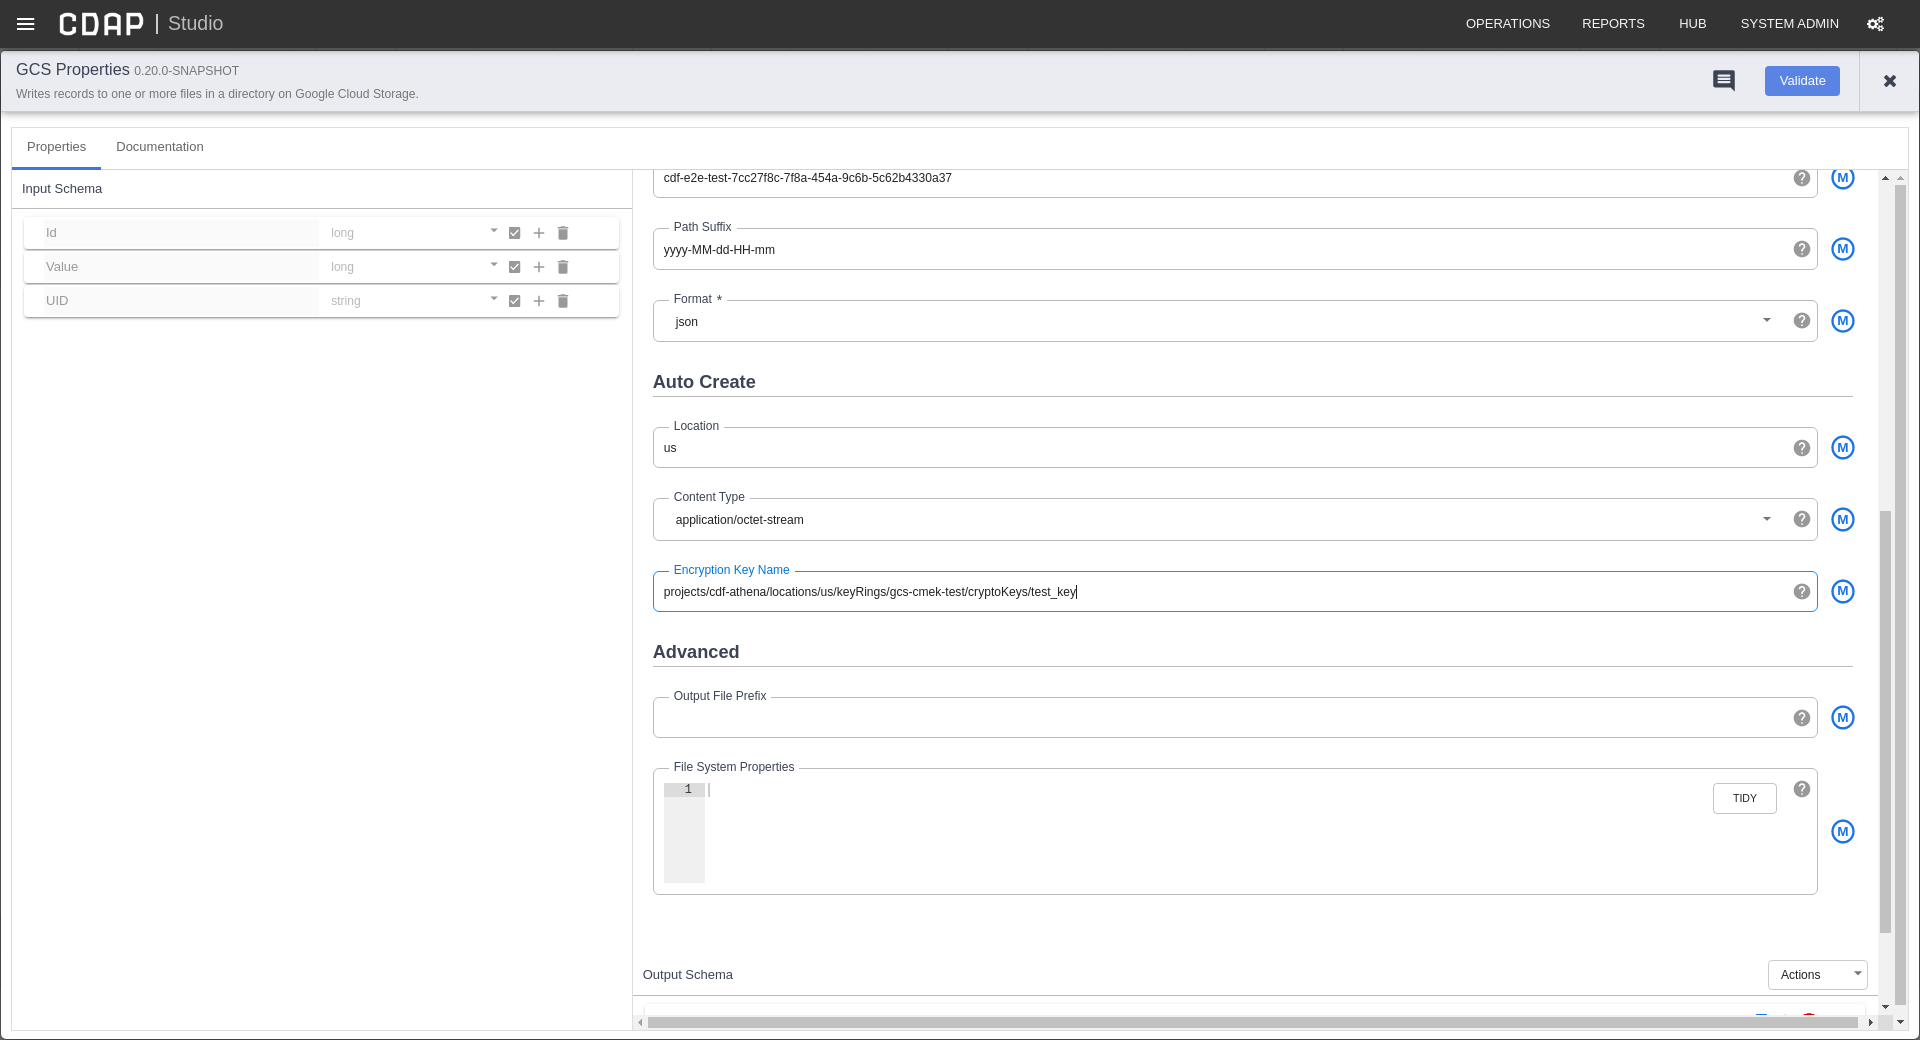 CDAP | Studio
OPERATIONS REPORTS HUB SYSTEM ADMIN
GCS Properties 0.20.0-SNAPSHOT
Writes records to one or more files in a directory on Google Cloud Storage.
Validate
Properties Documentation
Input Schema
Id long
Value long
UID string
cdf-e2e-test-7cc27f8c-7f8a-454a-9c6b-5c62b4330a37
M
Path Suffix
yyyy-MM-dd-HH-mm
M
Format *
json
M
Auto Create
Location
us
M
Content Type
application/octet-stream
M
Encryption Key Name
projects/cdf-athena/locations/us/keyRings/gcs-cmek-test/cryptoKeys/test_key
M
Advanced
Output File Prefix
M
File System Properties
1
TIDY
M
Output Schema
Actions